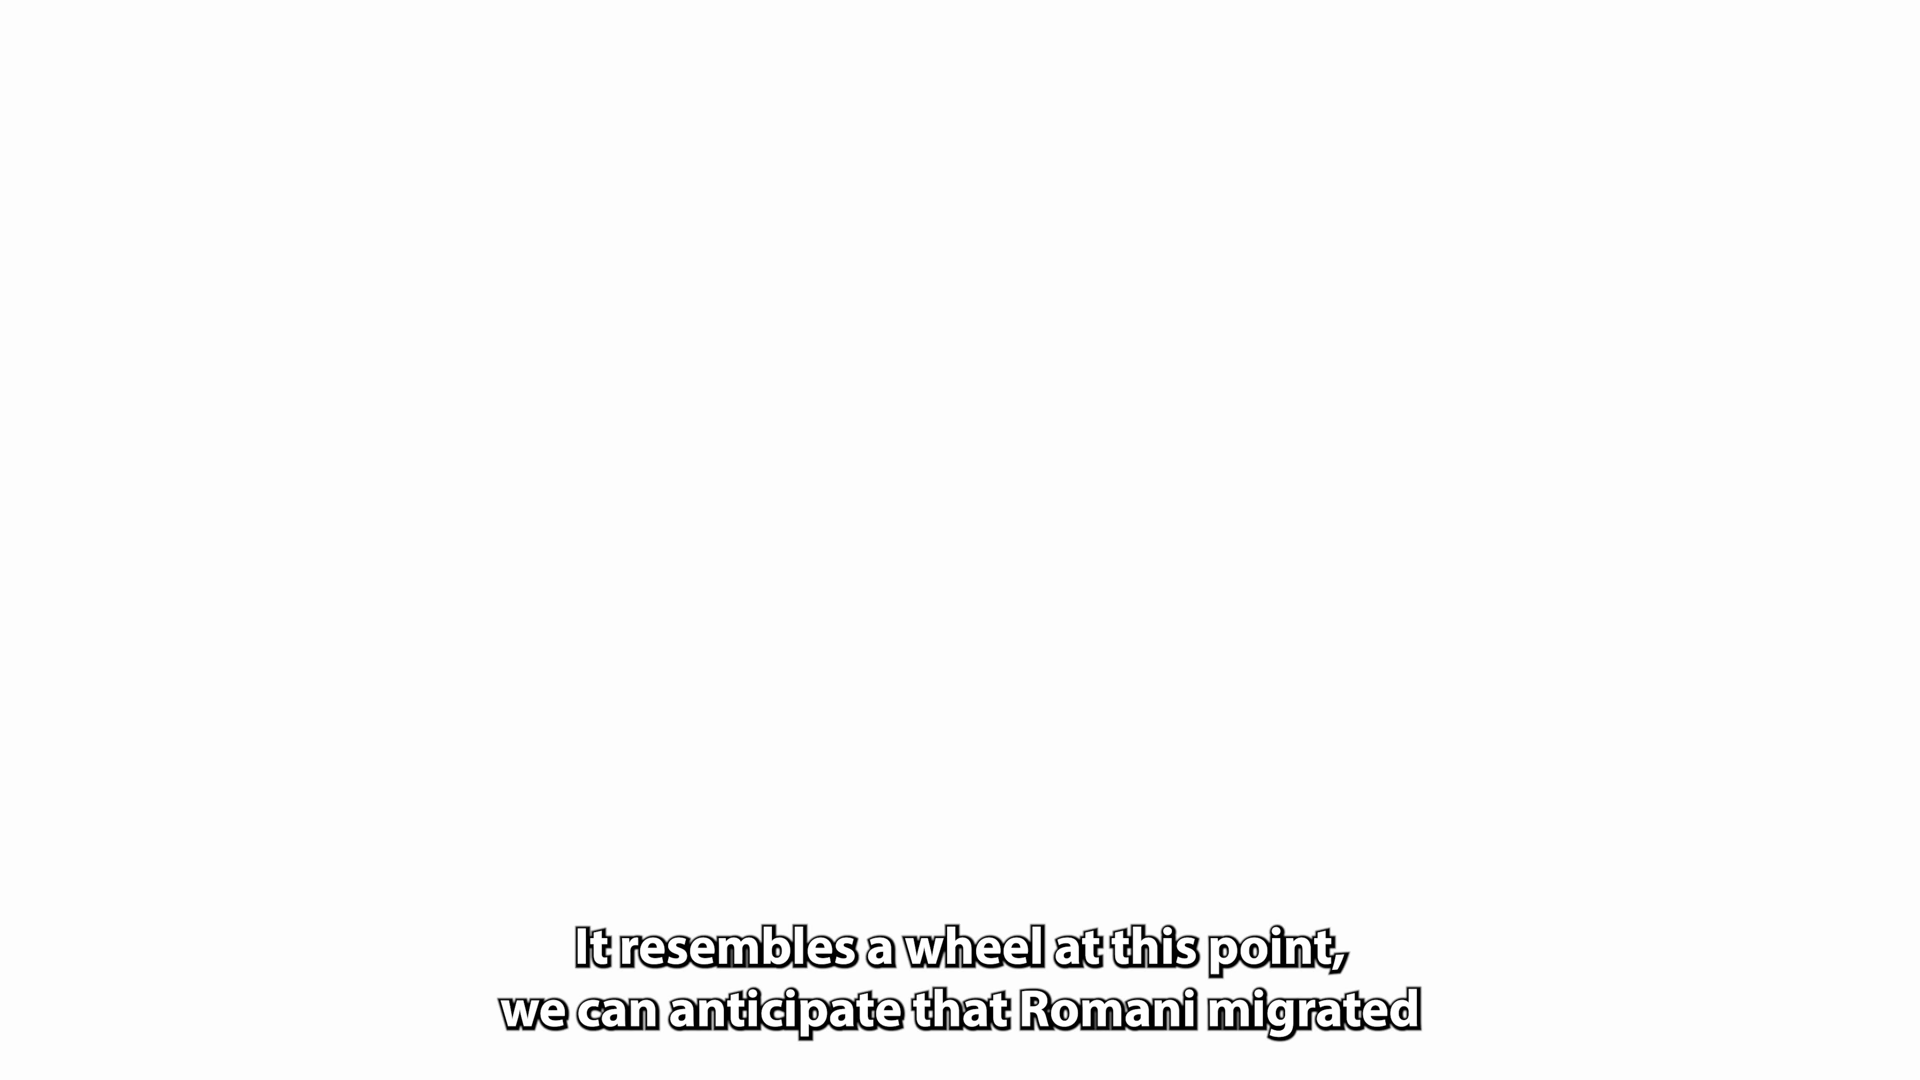 It resembles a wheel at this point,
we can anticipate that Romani migrated